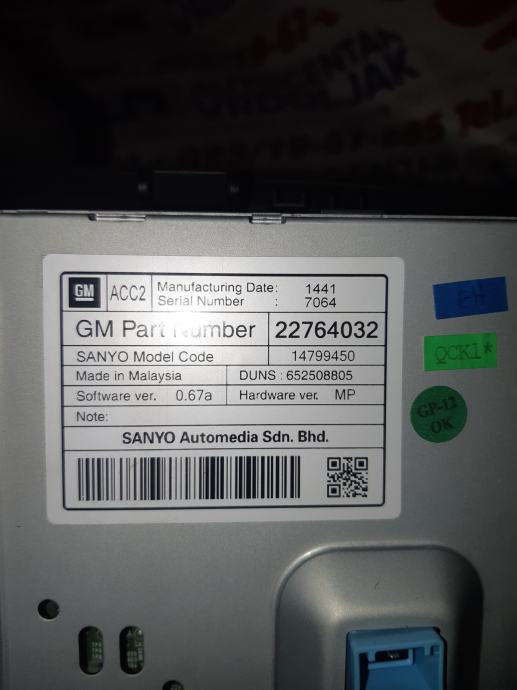 GM ACC2 Manufacturing Date: 1441
Serial Number : 7064
GM Part Number 22764032
SANYO Model Code 14799450
Made in Malaysia DUNS : 652508805
Software ver. 0.67a Hardware ver. MP
Note:
SANYO Automedia Sdn. Bhd.
EH
QCK1*
GP-12
OK